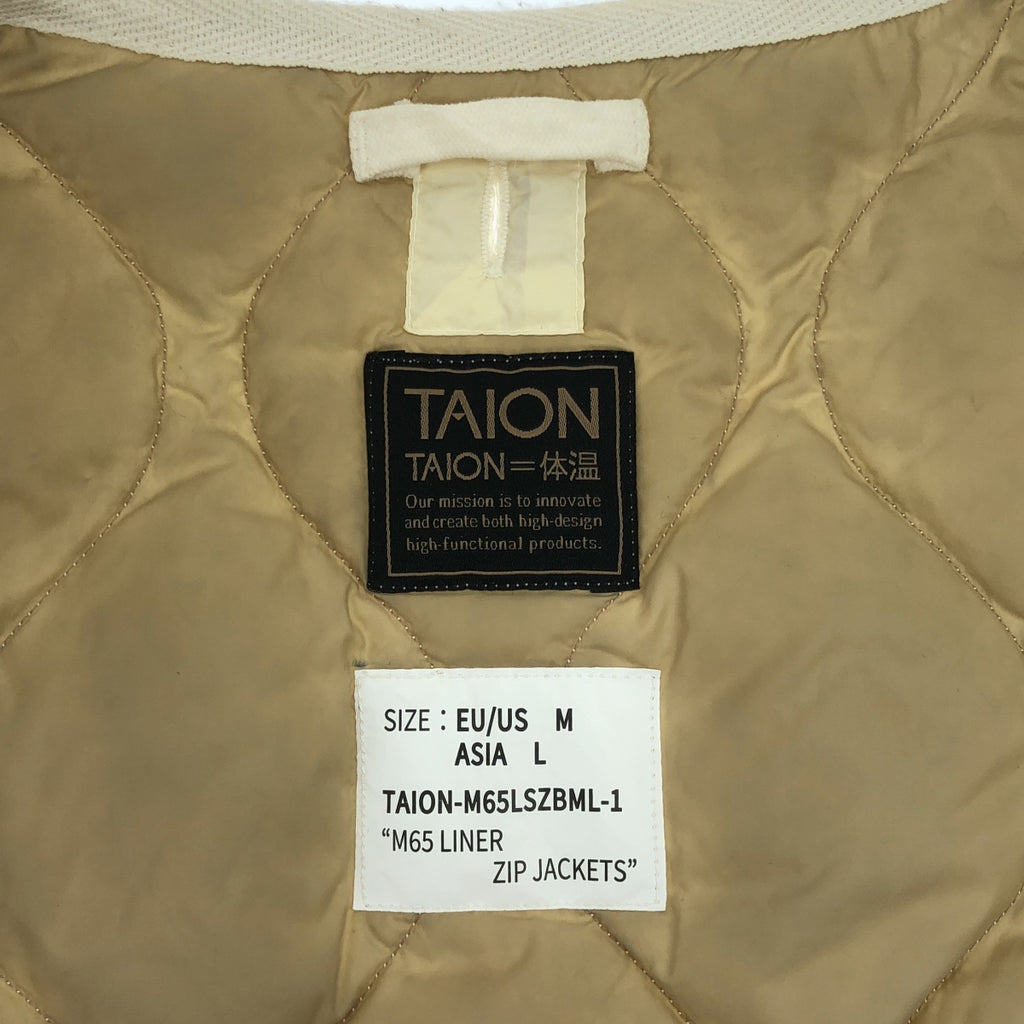 TAION
TAION=体温
Our mission is to innovate
and create both high-design
high-functional products.
SIZE : EU/US M
ASIA L
TAION-M65LSZBML-1
“M65 LINER
ZIP JACKETS”